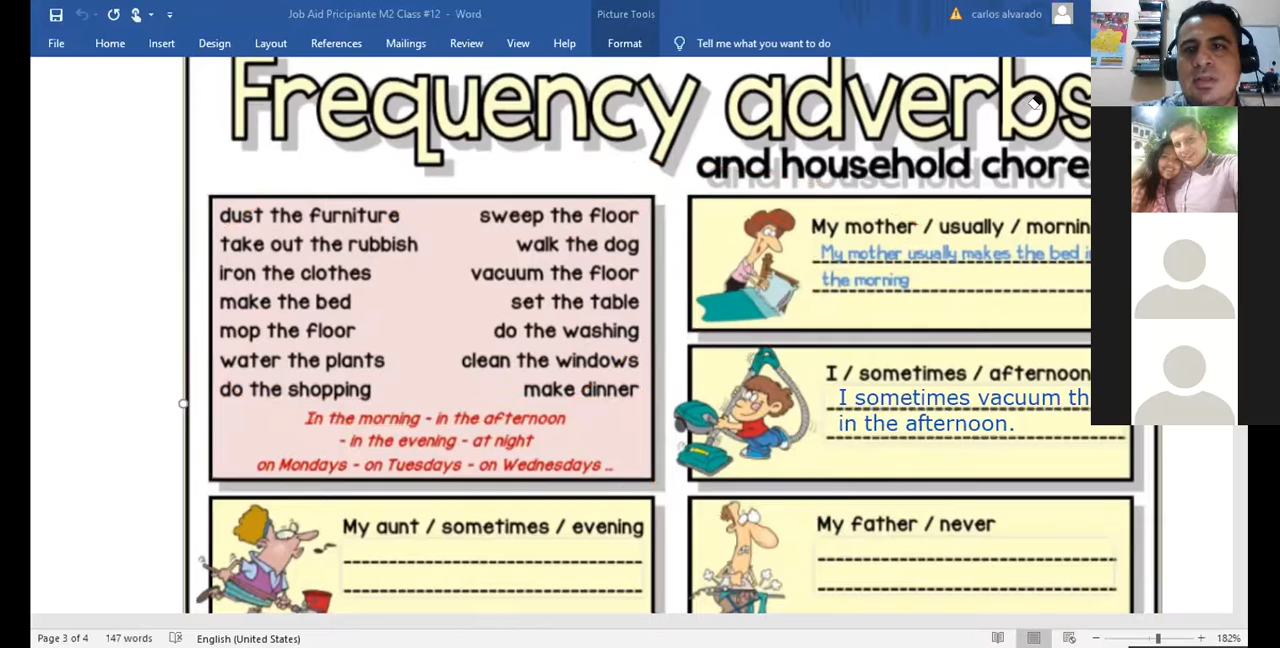 Job Aid Pricipiante M2 Class #12 - Word
Picture Tools
carlos alvarado
File Home Insert Design Layout References Mailings Review View Help Format Tell me what you want to do
Frequency adverbs
and household chore
dust the furniture
sweep the floor
take out the rubbish
walk the dog
iron the clothes
vacuum the floor
make the bed
set the table
mop the floor
do the washing
water the plants
clean the windows
do the shopping
make dinner
In the morning - in the afternoon
- in the evening - at night
on Mondays - on Tuesdays - on Wednesdays ..
My mother / usually / mornin
My mother usually makes the bed i
the morning
I / sometimes / afternoon
I sometimes vacuum th
in the afternoon.
My aunt / sometimes / evening
My father / never
Page 3 of 4 147 words English (United States) 182%